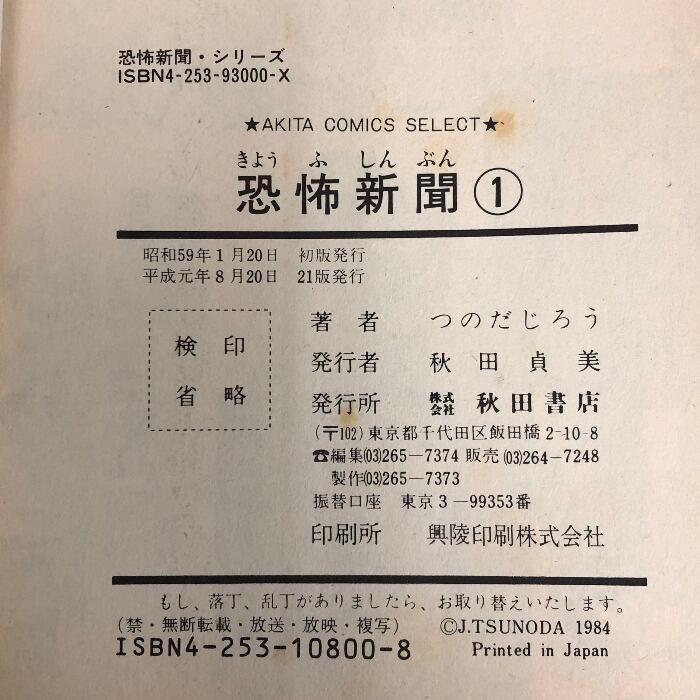 恐怖新聞・シリーズ
ISBN4-253-93000-X
★AKITA COMICS SELECT★
きよう ふ しん ぶん
恐怖新聞①
昭和59年1月20日 初版発行
平成元年8月20日 21版発行
検印
省略
著者 つのだじろう
発行者 秋田貞美
発行所 株式会社 秋田書店
(〒102)東京都千代田区飯田橋2-10-8
☎編集(03)265-7374 販売(03)264-7248
製作(03)265-7373
振替口座 東京3-99353番
印刷所 興陵印刷株式会社
もし、落丁、乱丁がありましたら、お取り替えいたします。
(禁・無断転載・放送・放映・複写) ©J.TSUNODA 1984
ISBN4-253-10800-8 Printed in Japan